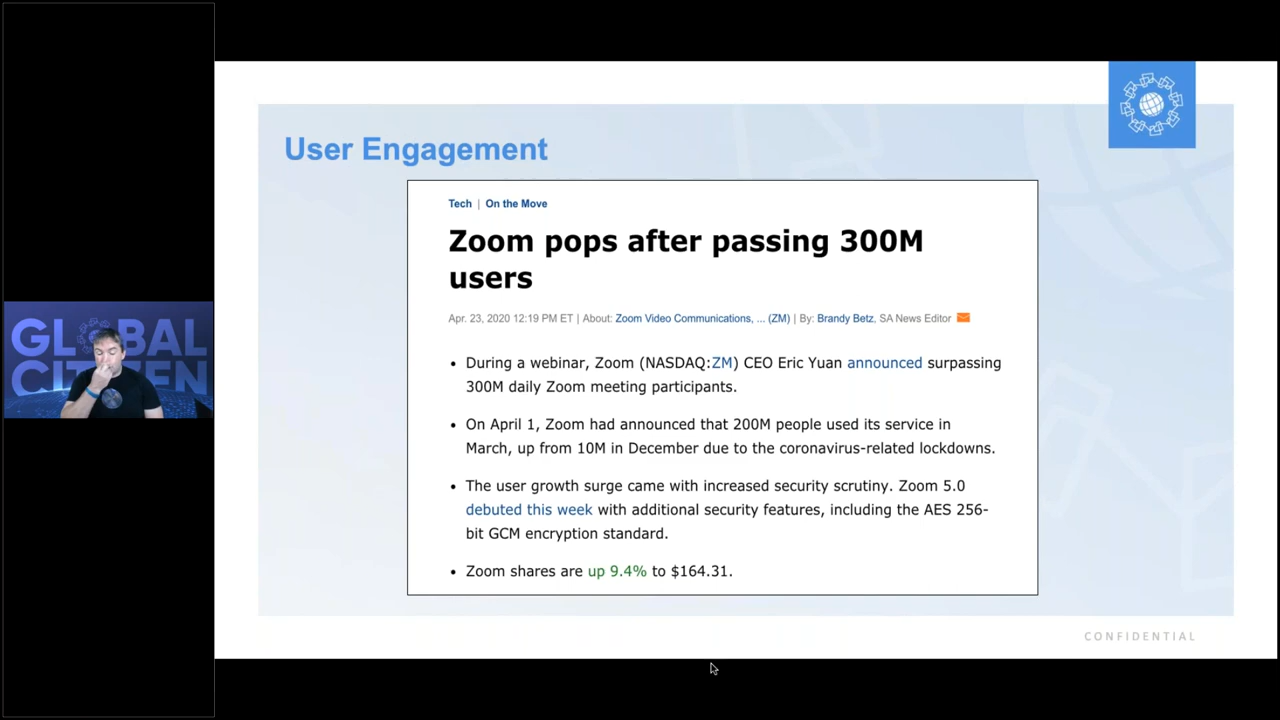 User Engagement
Tech | On the Move
Zoom pops after passing 300M
users
Apr. 23, 2020 12:19 PM ET | About: Zoom Video Communications, ... (ZM) | By: Brandy Betz, SA News Editor
• During a webinar, Zoom (NASDAQ:ZM) CEO Eric Yuan announced surpassing
300M daily Zoom meeting participants.
• On April 1, Zoom had announced that 200M people used its service in
March, up from 10M in December due to the coronavirus-related lockdowns.
• The user growth surge came with increased security scrutiny. Zoom 5.0
debuted this week with additional security features, including the AES 256-
bit GCM encryption standard.
• Zoom shares are up 9.4% to $164.31.
CONFIDENTIAL
GLOBAL
CITIZEN